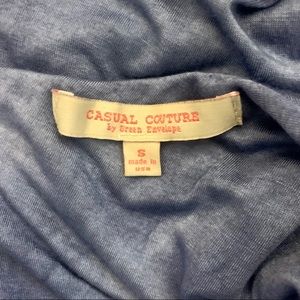 CASUAL COUTURE
by Green Envelope
S
made in
USA